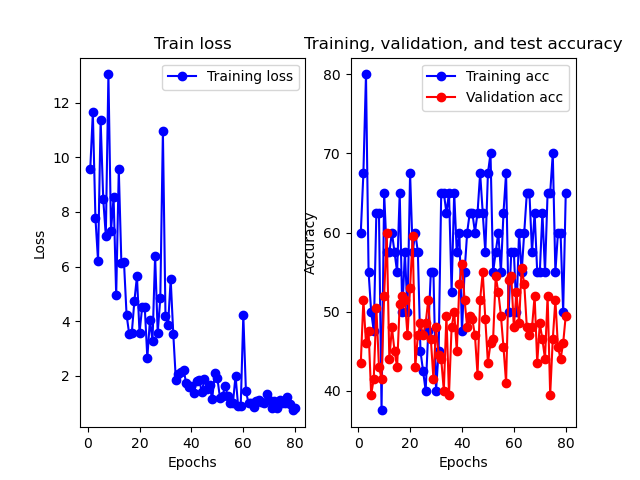 Train loss
Training loss
12
10
8
6
4
2
Loss
0
20
40
60
80
Epochs
Training, validation, and test accuracy
Training acc
Validation acc
80
70
60
50
40
Accuracy
0
20
40
60
80
Epochs